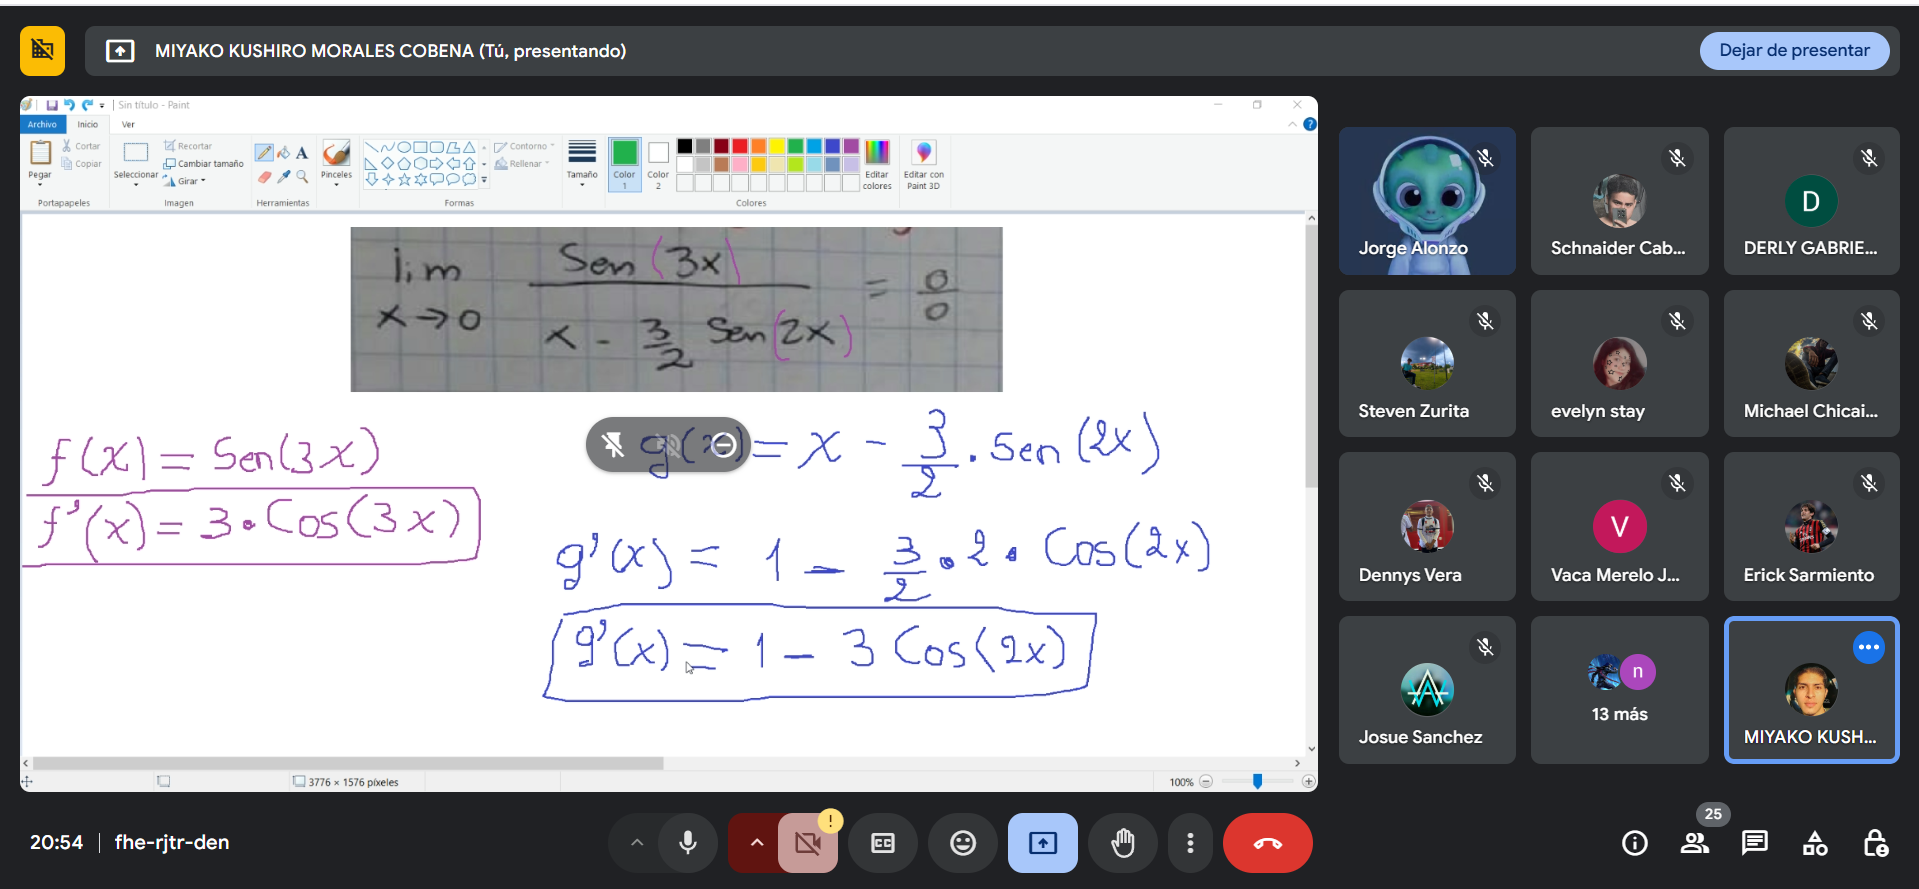 MIYAKO KUSHIRO MORALES COBENA (Tú, presentando)
Dejar de presentar
Sin título - Paint
Archivo Inicio Ver
Pegar
Cortar
Copiar
Portapapeles
Seleccionar
Recortar
Cambiar tamaño
Girar
Imagen
A
Herramientas
Pinceles
Contorno
Rellenar
Formas
Tamaño
Color 1
Color 2
Editar colores
Editar con Paint 3D
Colores
lim Sen (3x) = 0/0
x→0 x - 3/2 Sen (2x)
f(x) = Sen(3x)
f'(x) = 3 • Cos(3x)
g(x) = x - 3/2 . Sen (2x)
g'(x) = 1 - 3/2 • 2 • Cos(2x)
g'(x) = 1 - 3 Cos(2x)
3776 × 1576 píxeles
100%
Jorge Alonzo
Schnaider Cab...
D
DERLY GABRIE...
Steven Zurita
evelyn stay
Michael Chicai...
Dennys Vera
V
Vaca Merelo J...
Erick Sarmiento
Josue Sanchez
n
13 más
MIYAKO KUSH...
20:54 | fhe-rjtr-den
!
CC
25